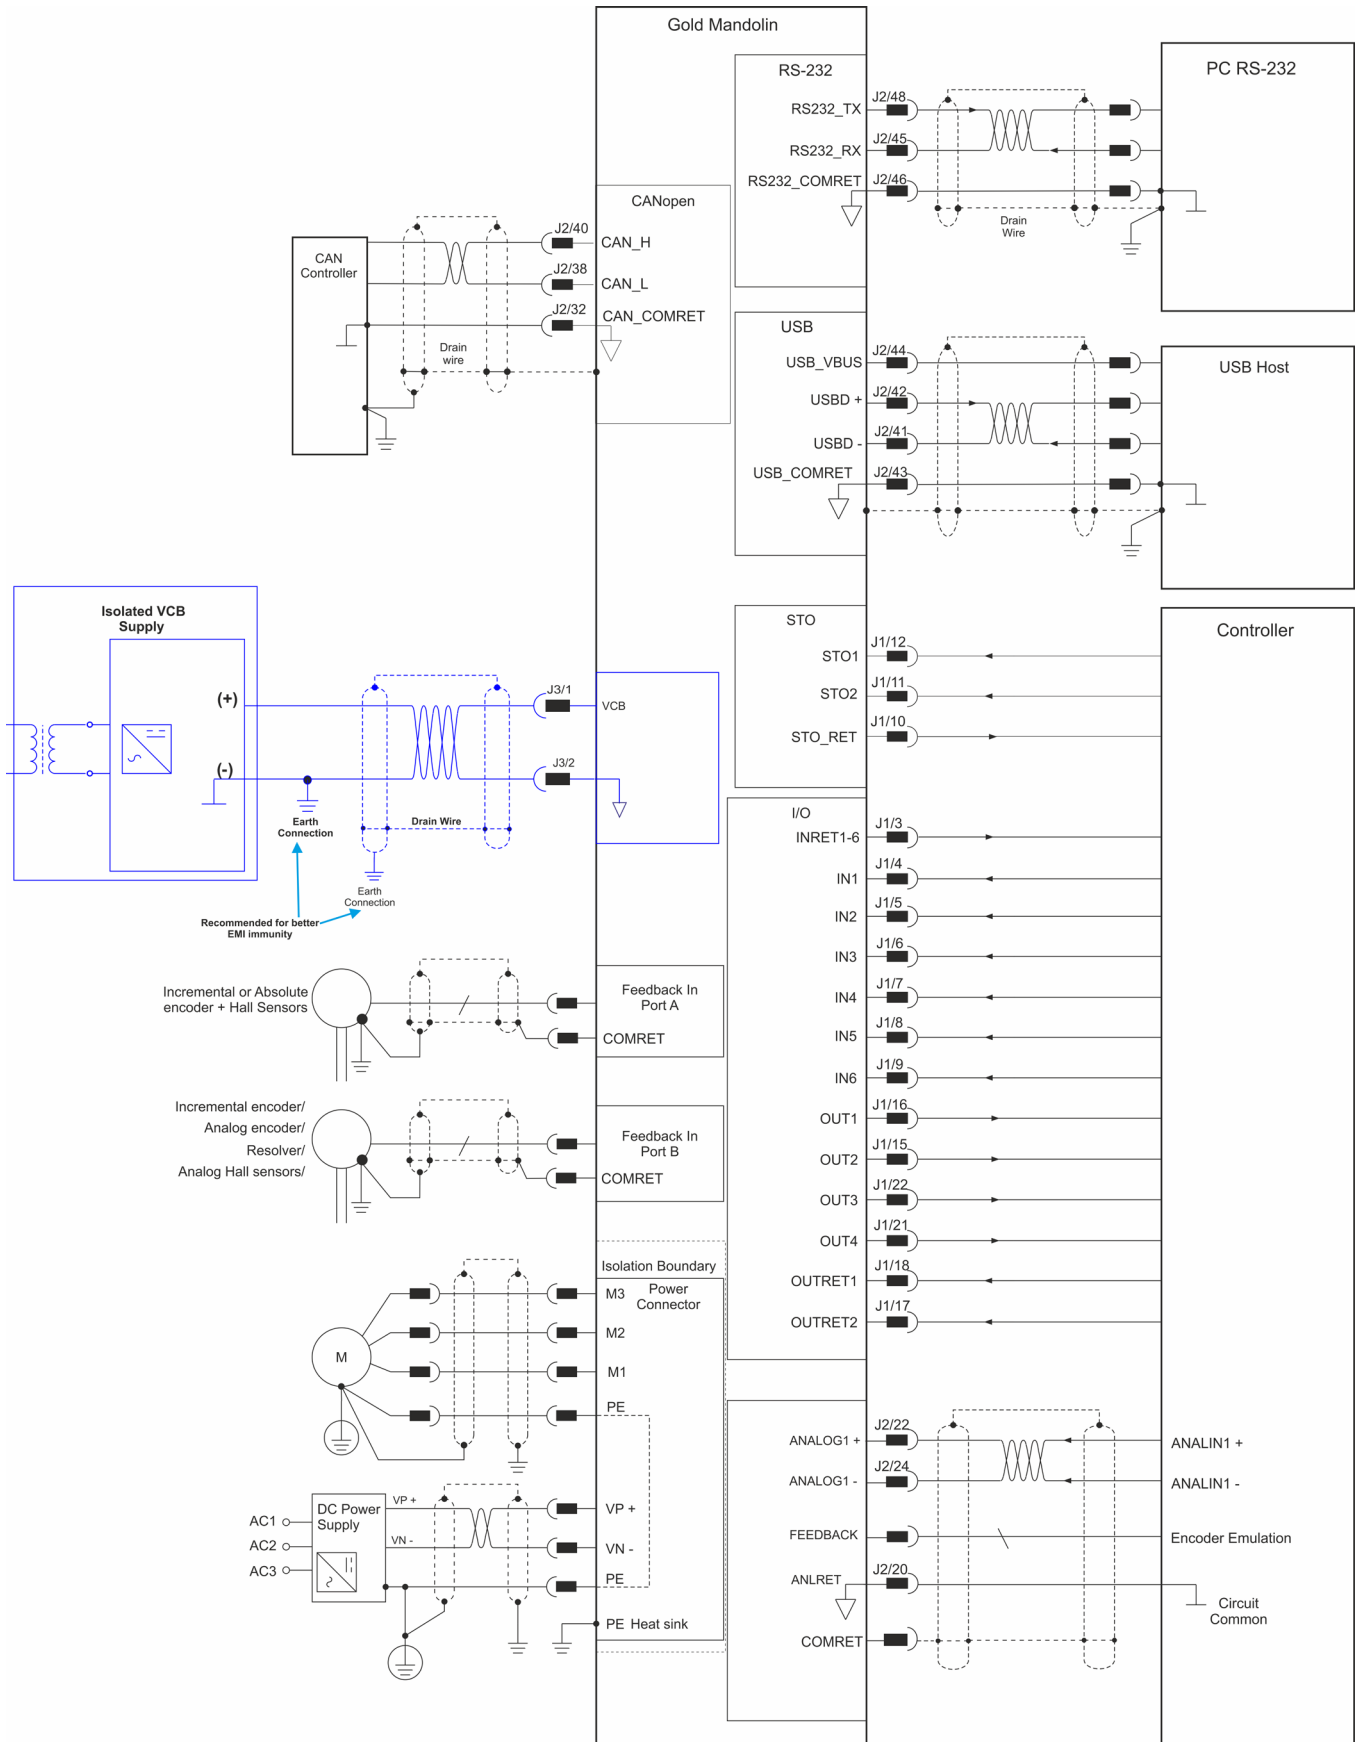 Gold Mandolin
RS-232
RS232_TX
J2/48
RS232_RX
J2/45
RS232_COMRET
J2/46
Drain
Wire
PC RS-232
CANopen
CAN
Controller
J2/40
CAN_H
J2/38
CAN_L
J2/32
CAN_COMRET
Drain
wire
USB
USB_VBUS
J2/44
USBD +
J2/42
USBD -
J2/41
USB_COMRET
J2/43
USB Host
Isolated VCB
Supply
(+)
(-)
J3/1
VCB
J3/2
Earth
Connection
Drain Wire
Earth
Connection
Recommended for better
EMI immunity
STO
STO1
J1/12
STO2
J1/11
STO_RET
J1/10
Controller
I/O
INRET1-6
J1/3
IN1
J1/4
IN2
J1/5
IN3
J1/6
IN4
J1/7
IN5
J1/8
IN6
J1/9
OUT1
J1/16
OUT2
J1/15
OUT3
J1/22
OUT4
J1/21
OUTRET1
J1/18
OUTRET2
J1/17
Incremental or Absolute
encoder + Hall Sensors
Feedback In
Port A
COMRET
Incremental encoder/
Analog encoder/
Resolver/
Analog Hall sensors/
Feedback In
Port B
COMRET
Isolation Boundary
Power
Connector
M3
M2
M1
PE
M
DC Power
Supply
AC1
AC2
AC3
VP +
VN -
VP +
VN -
PE
PE Heat sink
ANALOG1 +
J2/22
ANALIN1 +
ANALOG1 -
J2/24
ANALIN1 -
FEEDBACK
Encoder Emulation
ANLRET
J2/20
Circuit
Common
COMRET